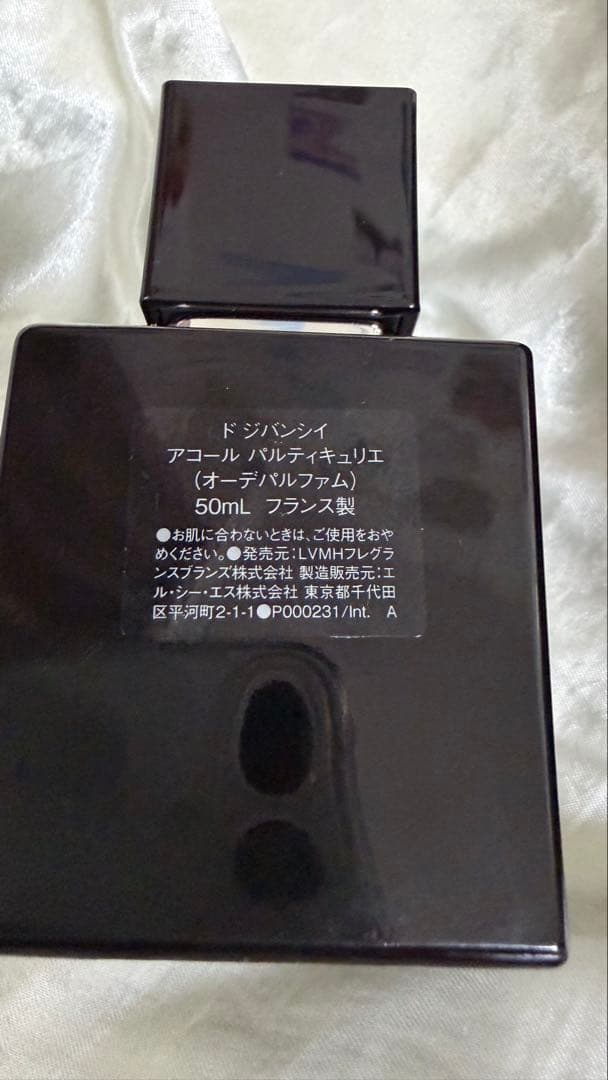 ド ジバンシイ
アコール パルティキュリエ
(オーデパルファム)
50mL フランス製
●お肌に合わないときは、ご使用をおや
めください。●発売元:LVMHフレグラ
ンスブランズ株式会社 製造販売元:エ
ル・シー・エス株式会社 東京都千代田
区平河町2-1-1●P000231/Int. A